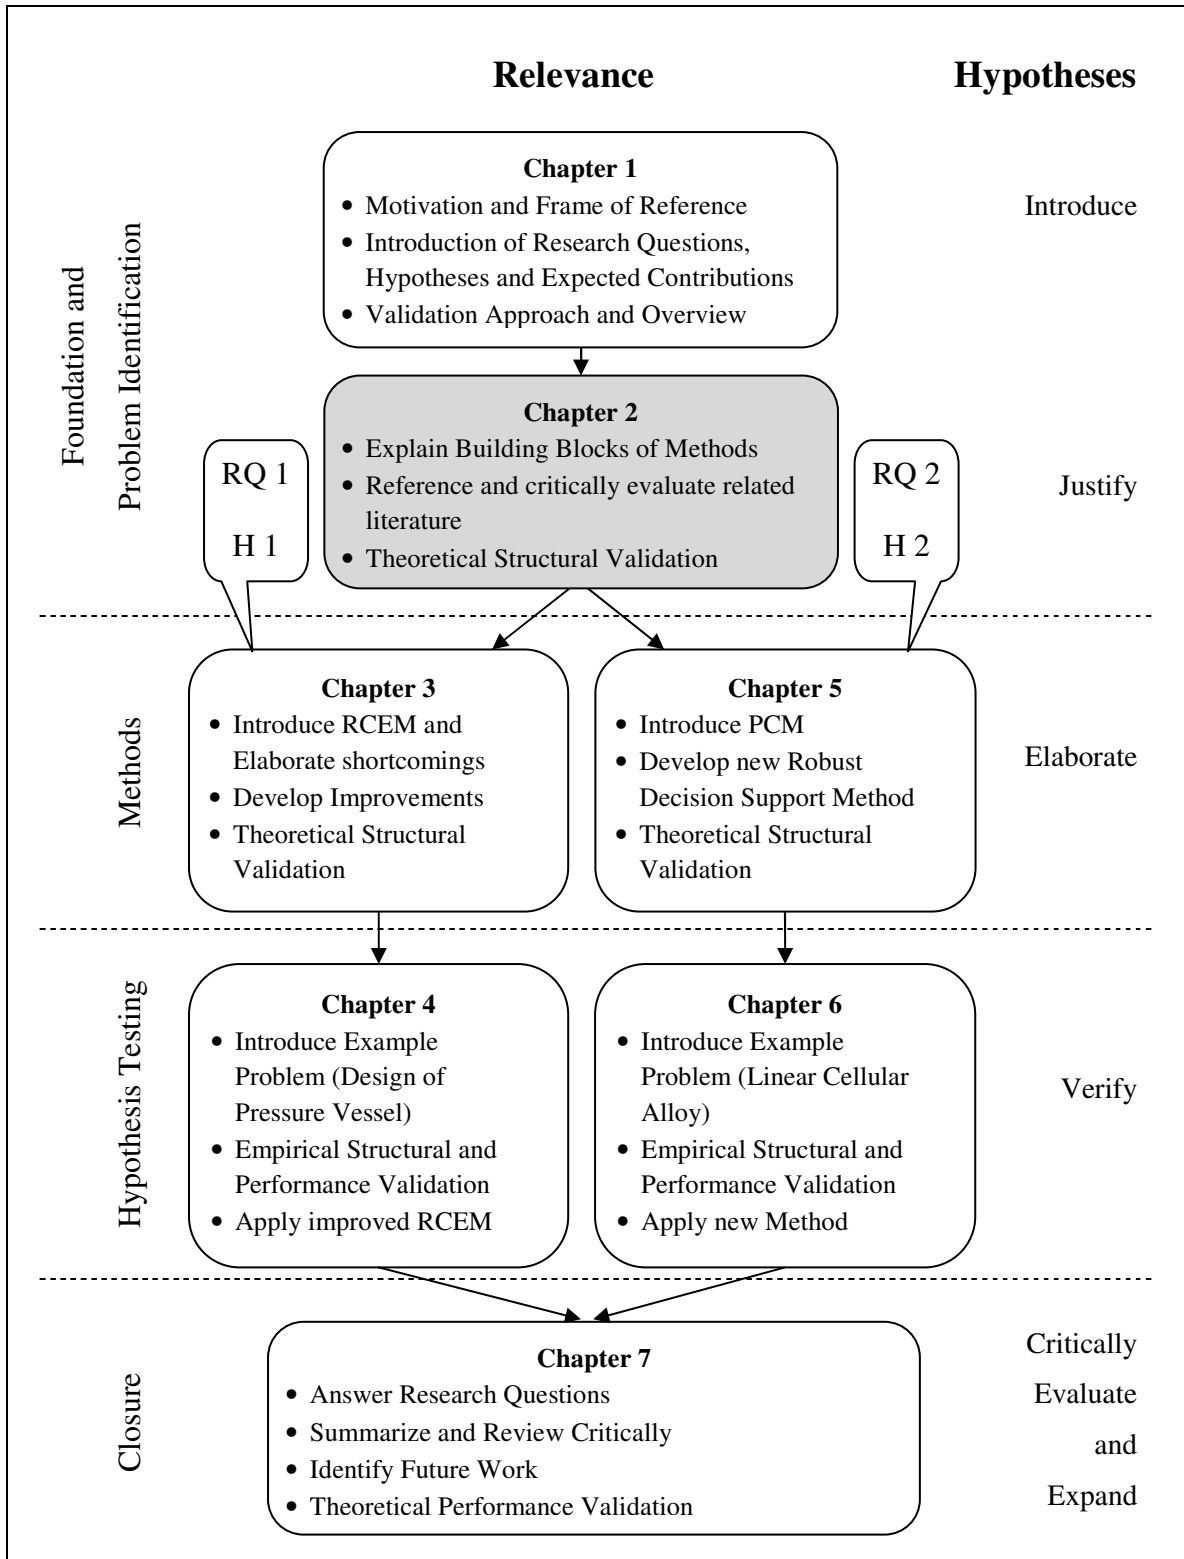 Relevance
Hypotheses
Foundation and
Problem Identification
Chapter 1
• Motivation and Frame of Reference
• Introduction of Research Questions,
Hypotheses and Expected Contributions
• Validation Approach and Overview
Introduce
Chapter 2
• Explain Building Blocks of Methods
• Reference and critically evaluate related
literature
• Theoretical Structural Validation
RQ 1
H 1
RQ 2
H 2
Justify
Methods
Chapter 3
• Introduce RCEM and
Elaborate shortcomings
• Develop Improvements
• Theoretical Structural
Validation
Chapter 5
• Introduce PCM
• Develop new Robust
Decision Support Method
• Theoretical Structural
Validation
Elaborate
Hypothesis Testing
Chapter 4
• Introduce Example
Problem (Design of
Pressure Vessel)
• Empirical Structural and
Performance Validation
• Apply improved RCEM
Chapter 6
• Introduce Example
Problem (Linear Cellular
Alloy)
• Empirical Structural and
Performance Validation
• Apply new Method
Verify
Closure
Chapter 7
• Answer Research Questions
• Summarize and Review Critically
• Identify Future Work
• Theoretical Performance Validation
Critically
Evaluate
and
Expand